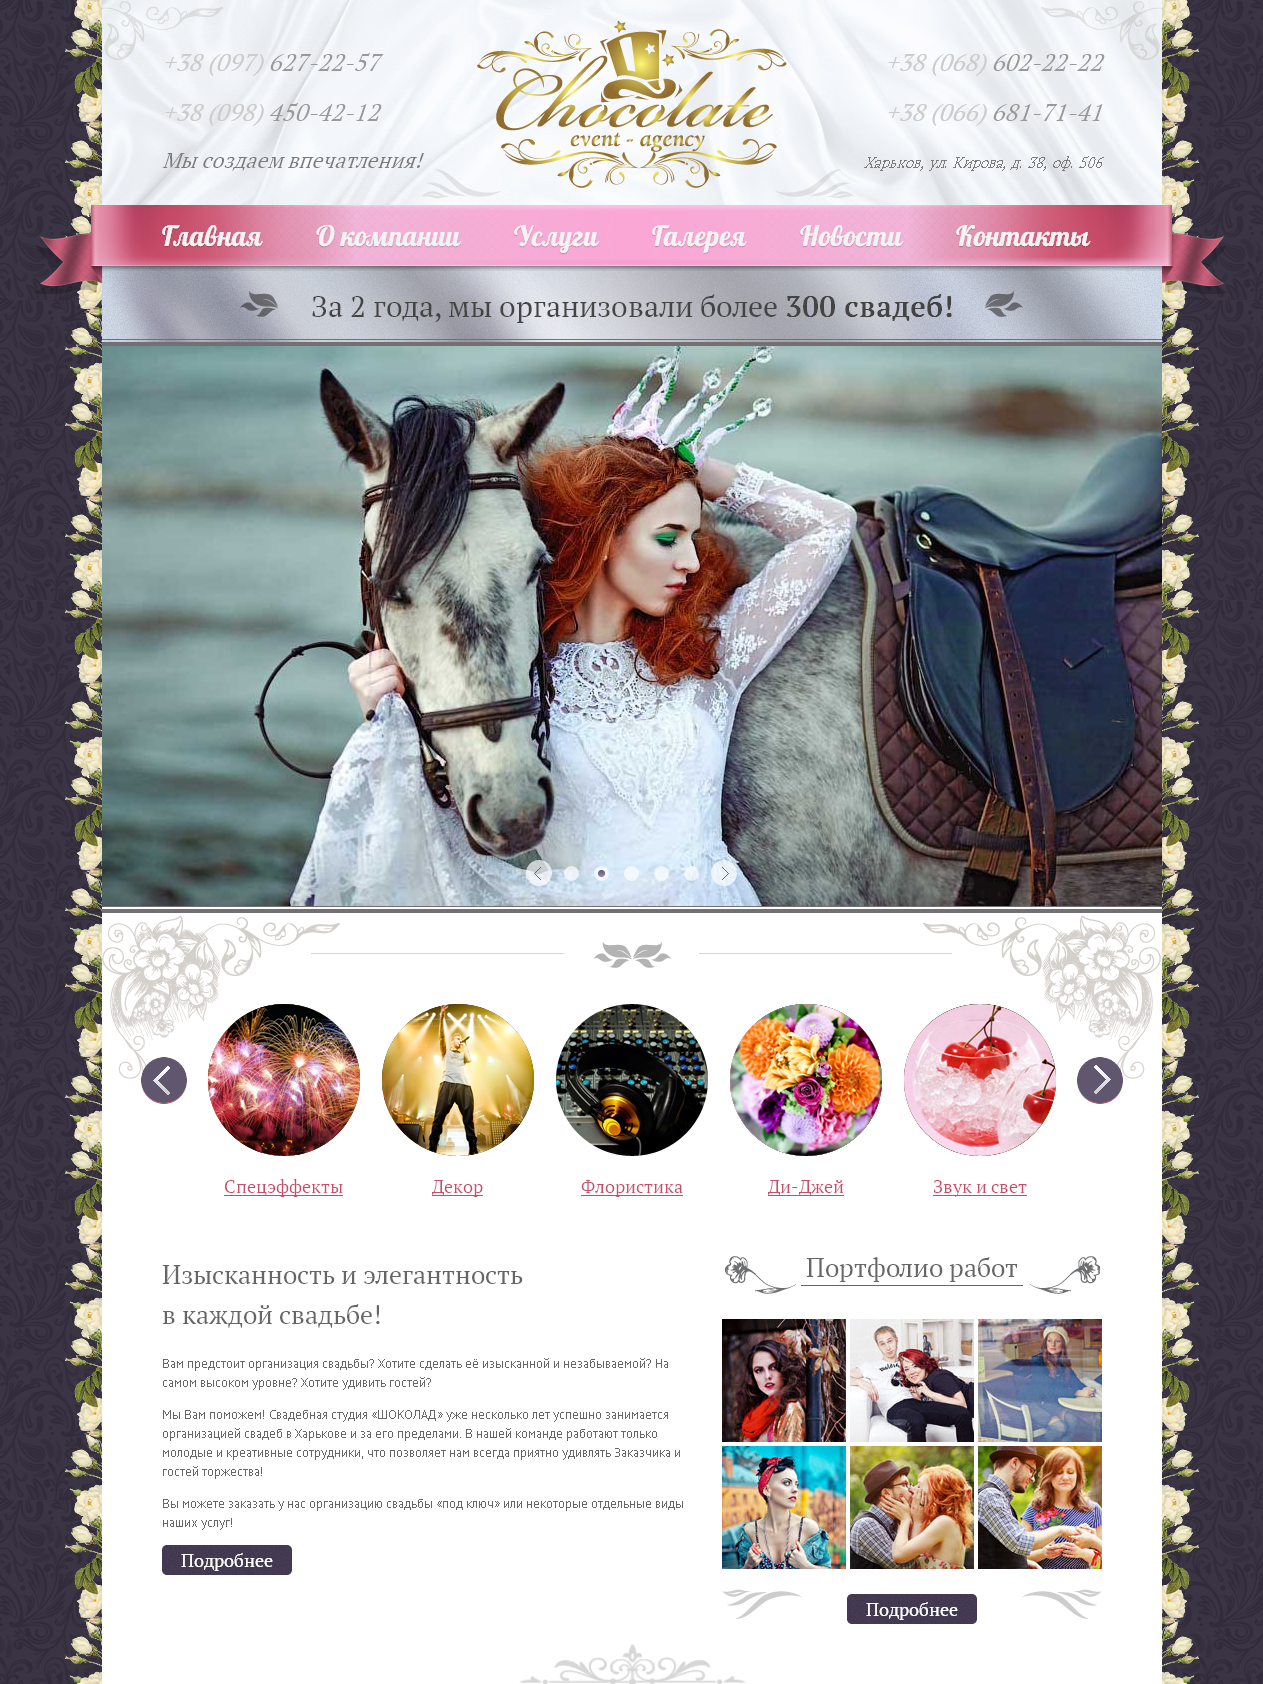 +38 (097) 627-22-57
+38 (098) 450-42-12
Мы создаем впечатления!
Chocolate
event - agency
+38 (068) 602-22-22
+38 (066) 681-71-41
Харьков, ул. Кирова, д. 38, оф. 506
Главная О компании Услуги Галерея Новости Контакты
За 2 года, мы организовали более 300 свадеб!
Спецэффекты Декор Флористика Ди-Джей Звук и свет
Изысканность и элегантность
в каждой свадьбе!
Вам предстоит организация свадьбы? Хотите сделать её изысканной и незабываемой? На
самом высоком уровне? Хотите удивить гостей?
Мы Вам поможем! Свадебная студия «ШОКОЛАД» уже несколько лет успешно занимается
организацией свадеб в Харькове и за его пределами. В нашей команде работают только
молодые и креативные сотрудники, что позволяет нам всегда приятно удивлять Заказчика и
гостей торжества!
Вы можете заказать у нас организацию свадьбы «под ключ» или некоторые отдельные виды
наших услуг!
Подробнее
Портфолио работ
Подробнее